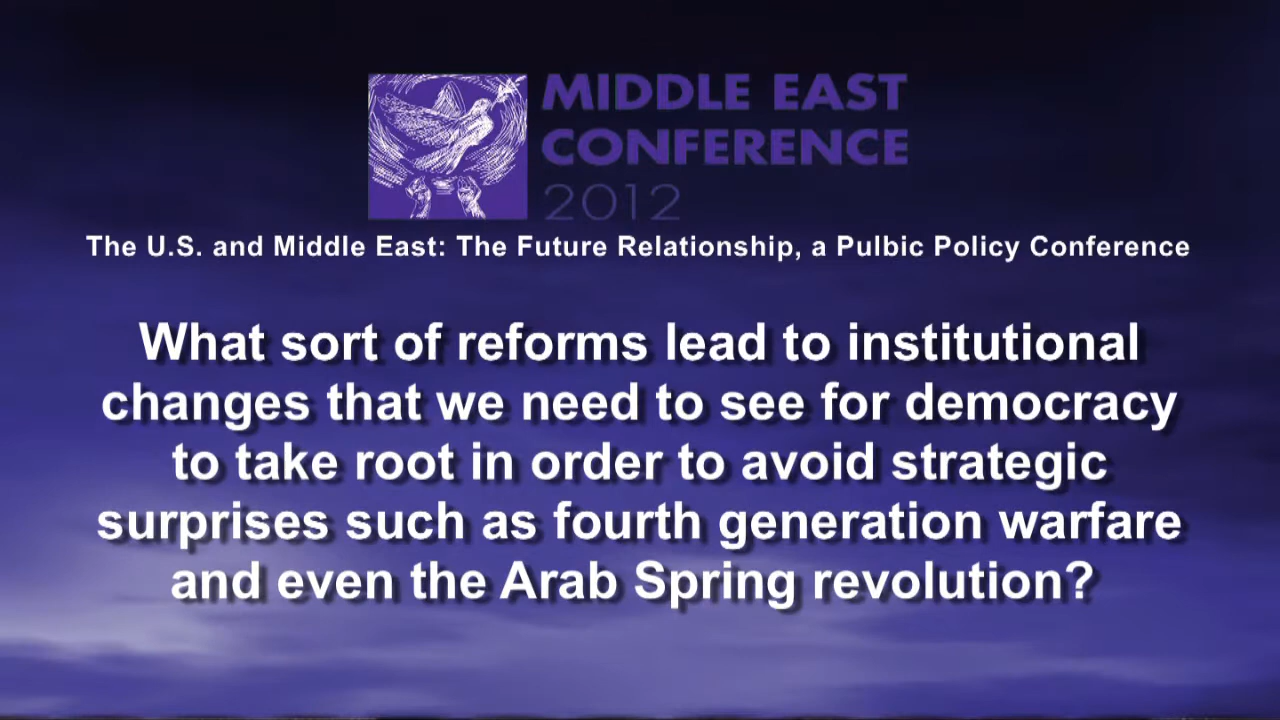 MIDDLE EAST
CONFERENCE
2012
The U.S. and Middle East: The Future Relationship, a Pulbic Policy Conference
What sort of reforms lead to institutional
changes that we need to see for democracy
to take root in order to avoid strategic
surprises such as fourth generation warfare
and even the Arab Spring revolution?